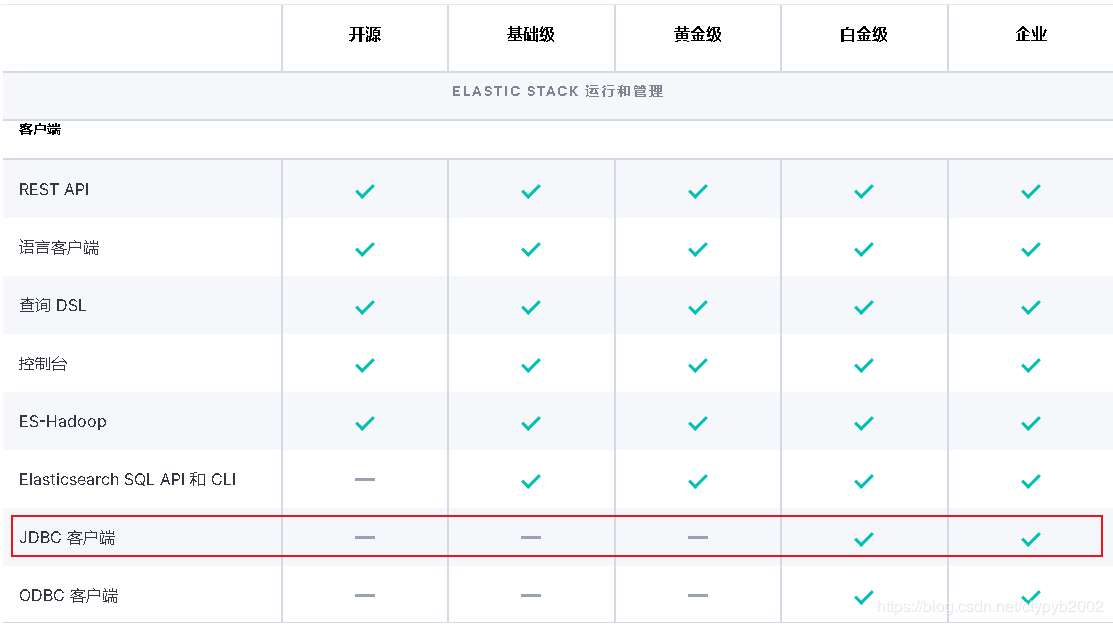 开源 基础级 黄金级 白金级 企业
ELASTIC STACK 运行和管理
客户端
REST API
语言客户端
查询 DSL
控制台
ES-Hadoop
Elasticsearch SQL API 和 CLI
JDBC 客户端
ODBC 客户端
https://blog.csdn.net/ctypyb2002